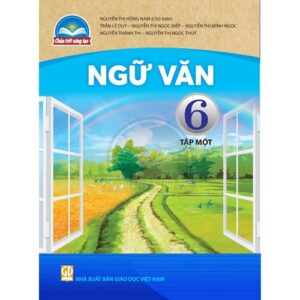 NGUYỄN THỊ HỒNG NAM (Chủ biên)
TRẦN LÊ DUY – NGUYỄN THỊ NGỌC ĐIỆP – NGUYỄN THỊ MINH NGỌC
NGUYỄN THÀNH THI – NGUYỄN THỊ NGỌC THUÝ
Chân trời sáng tạo
NGỮ VĂN
6
TẬP MỘT
NHÀ XUẤT BẢN GIÁO DỤC VIỆT NAM